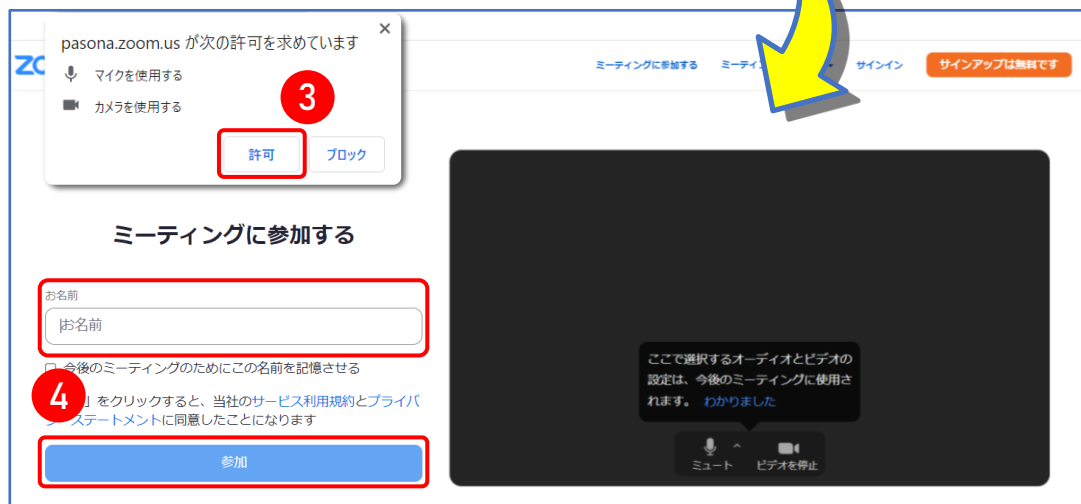 pasona.zoom.us が次の許可を求めています
×
マイクを使用する
カメラを使用する
3
許可
ブロック
ミーティングに参加する
ミーティン
サインイン
サインアップは無料です
ミーティングに参加する
お名前
お名前
今後のミーティングのためにこの名前を記憶させる
4
」をクリックすると、当社のサービス利用規約とプライバ
ステートメントに同意したことになります
参加
ここで選択するオーディオとビデオの
設定は、今後のミーティングに使用さ
れます。 わかりました
ミュート
ビデオを停止